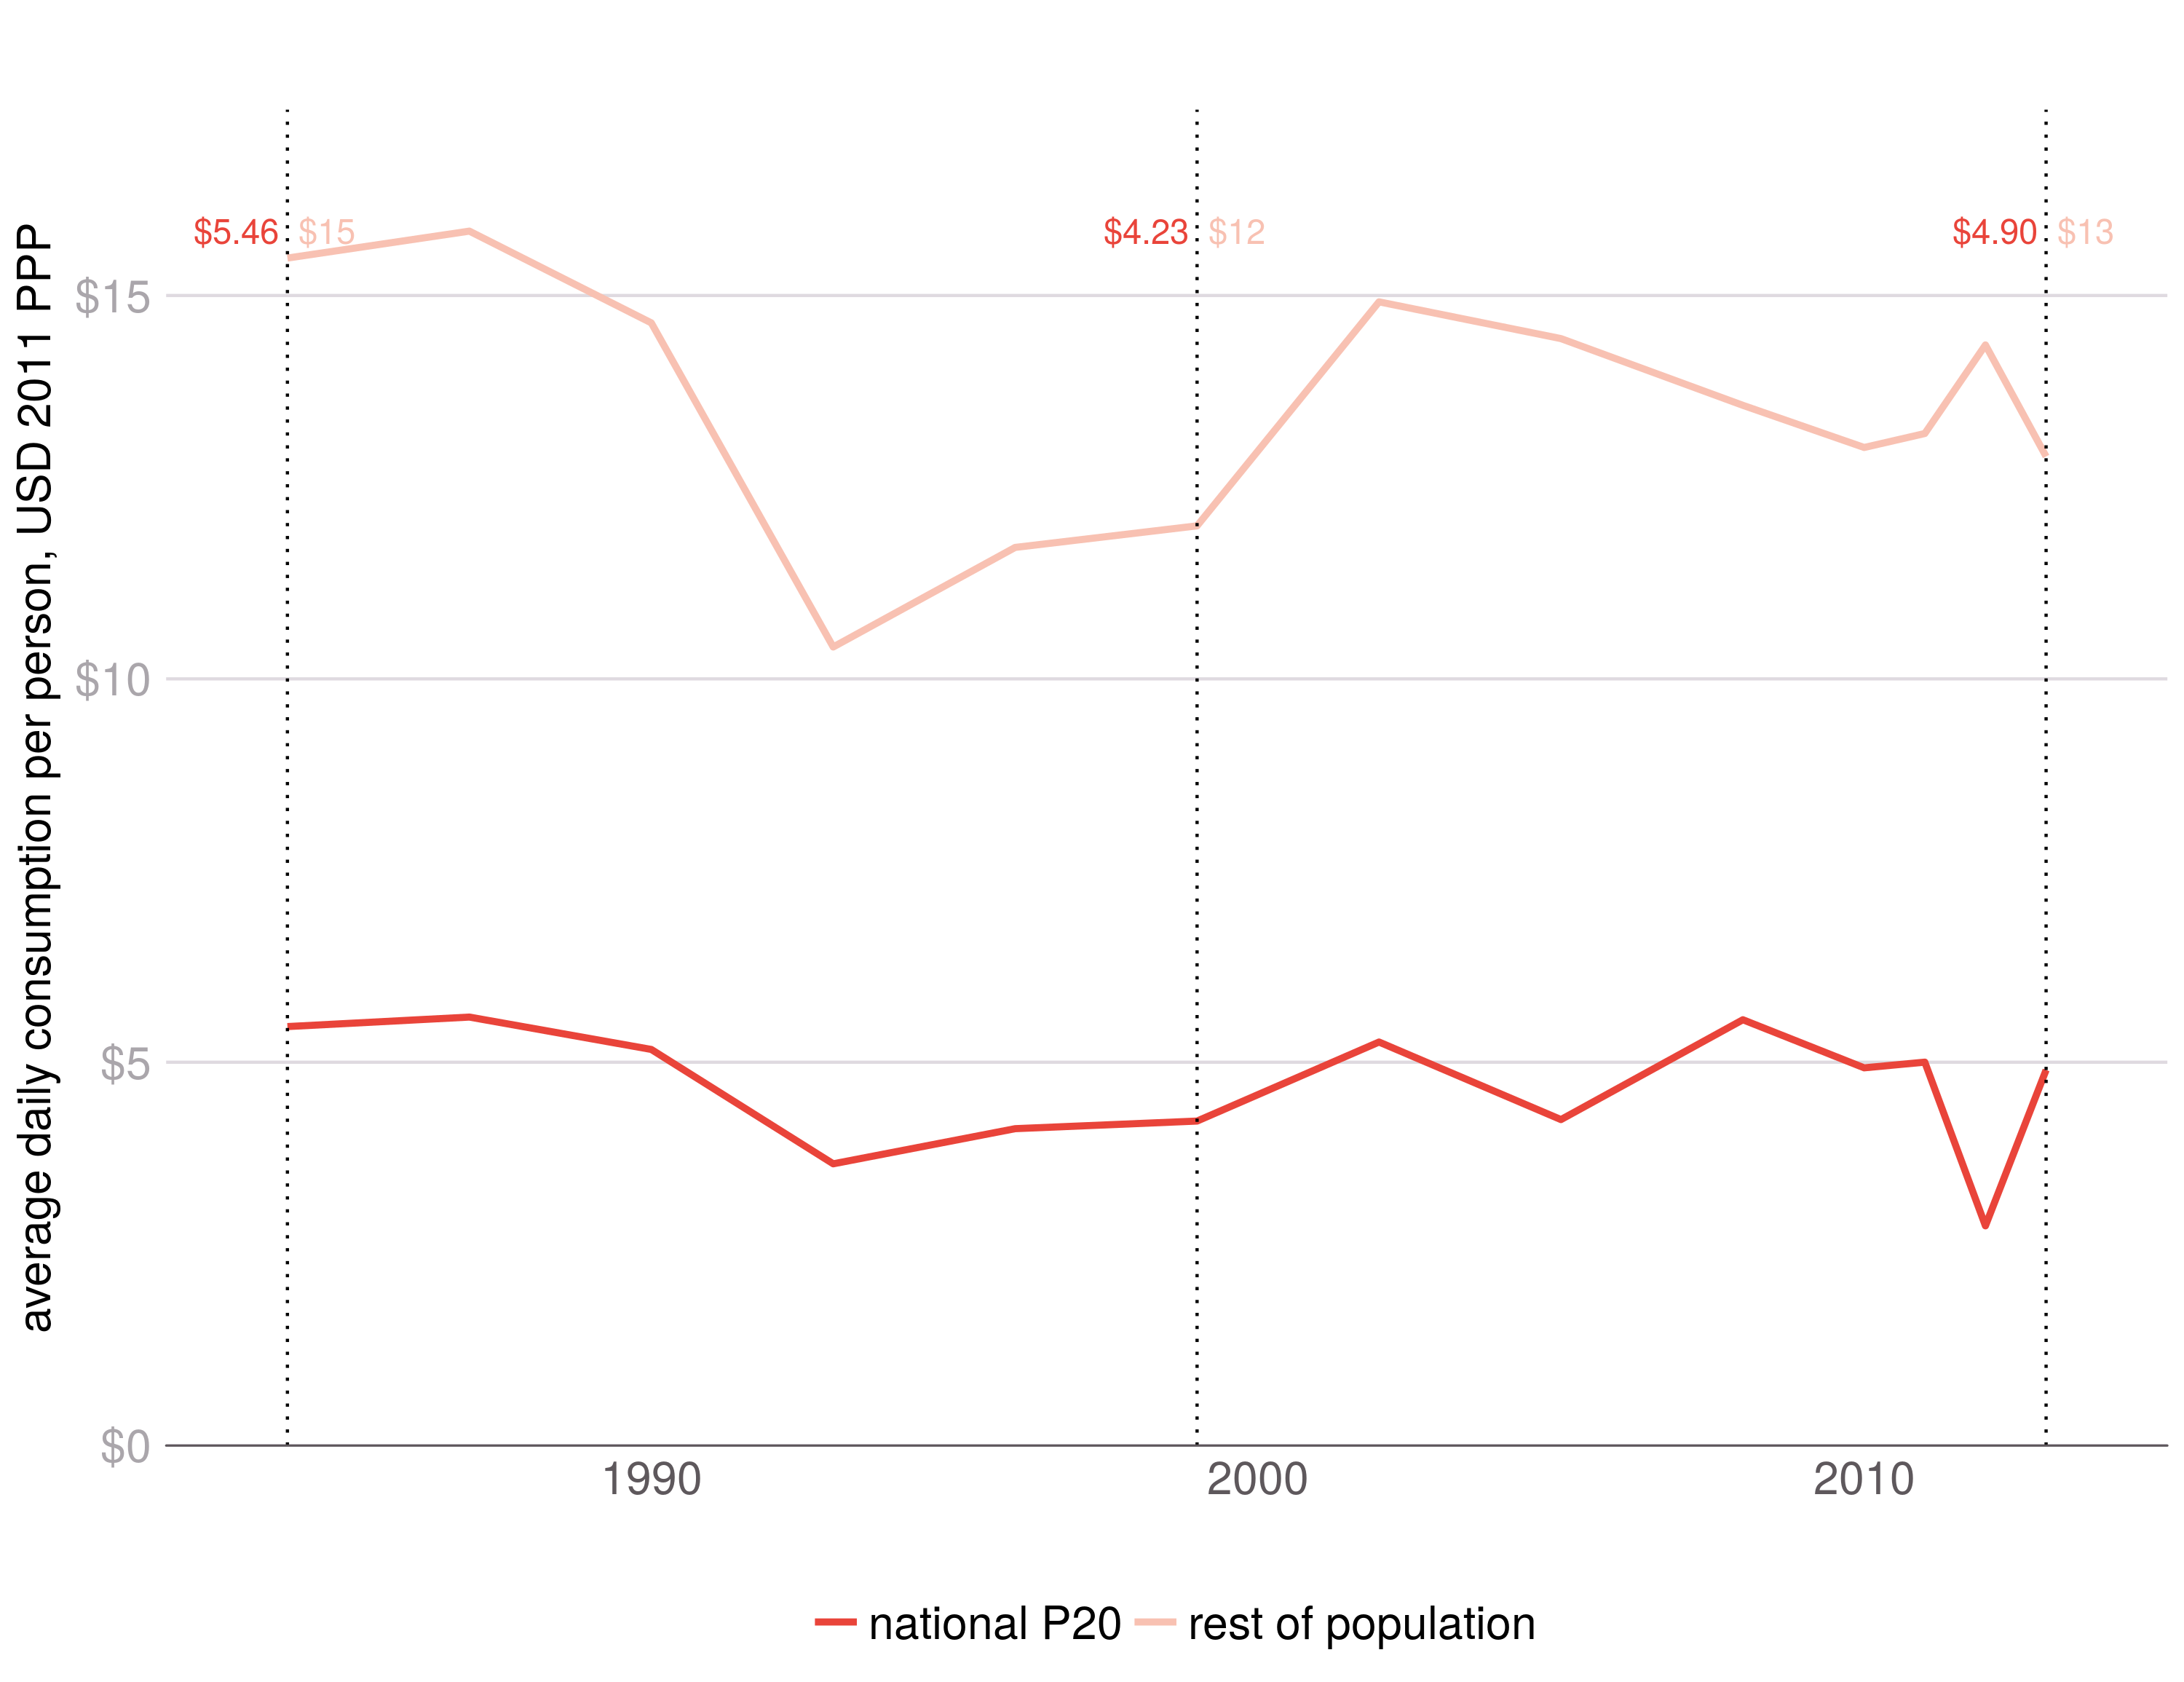 average daily consumption per person, USD 2011 PPP
$5.46 $15
$4.23 $12
$4.90 $13
$15
$10
$5
$0
1990 2000 2010
national P20 rest of population